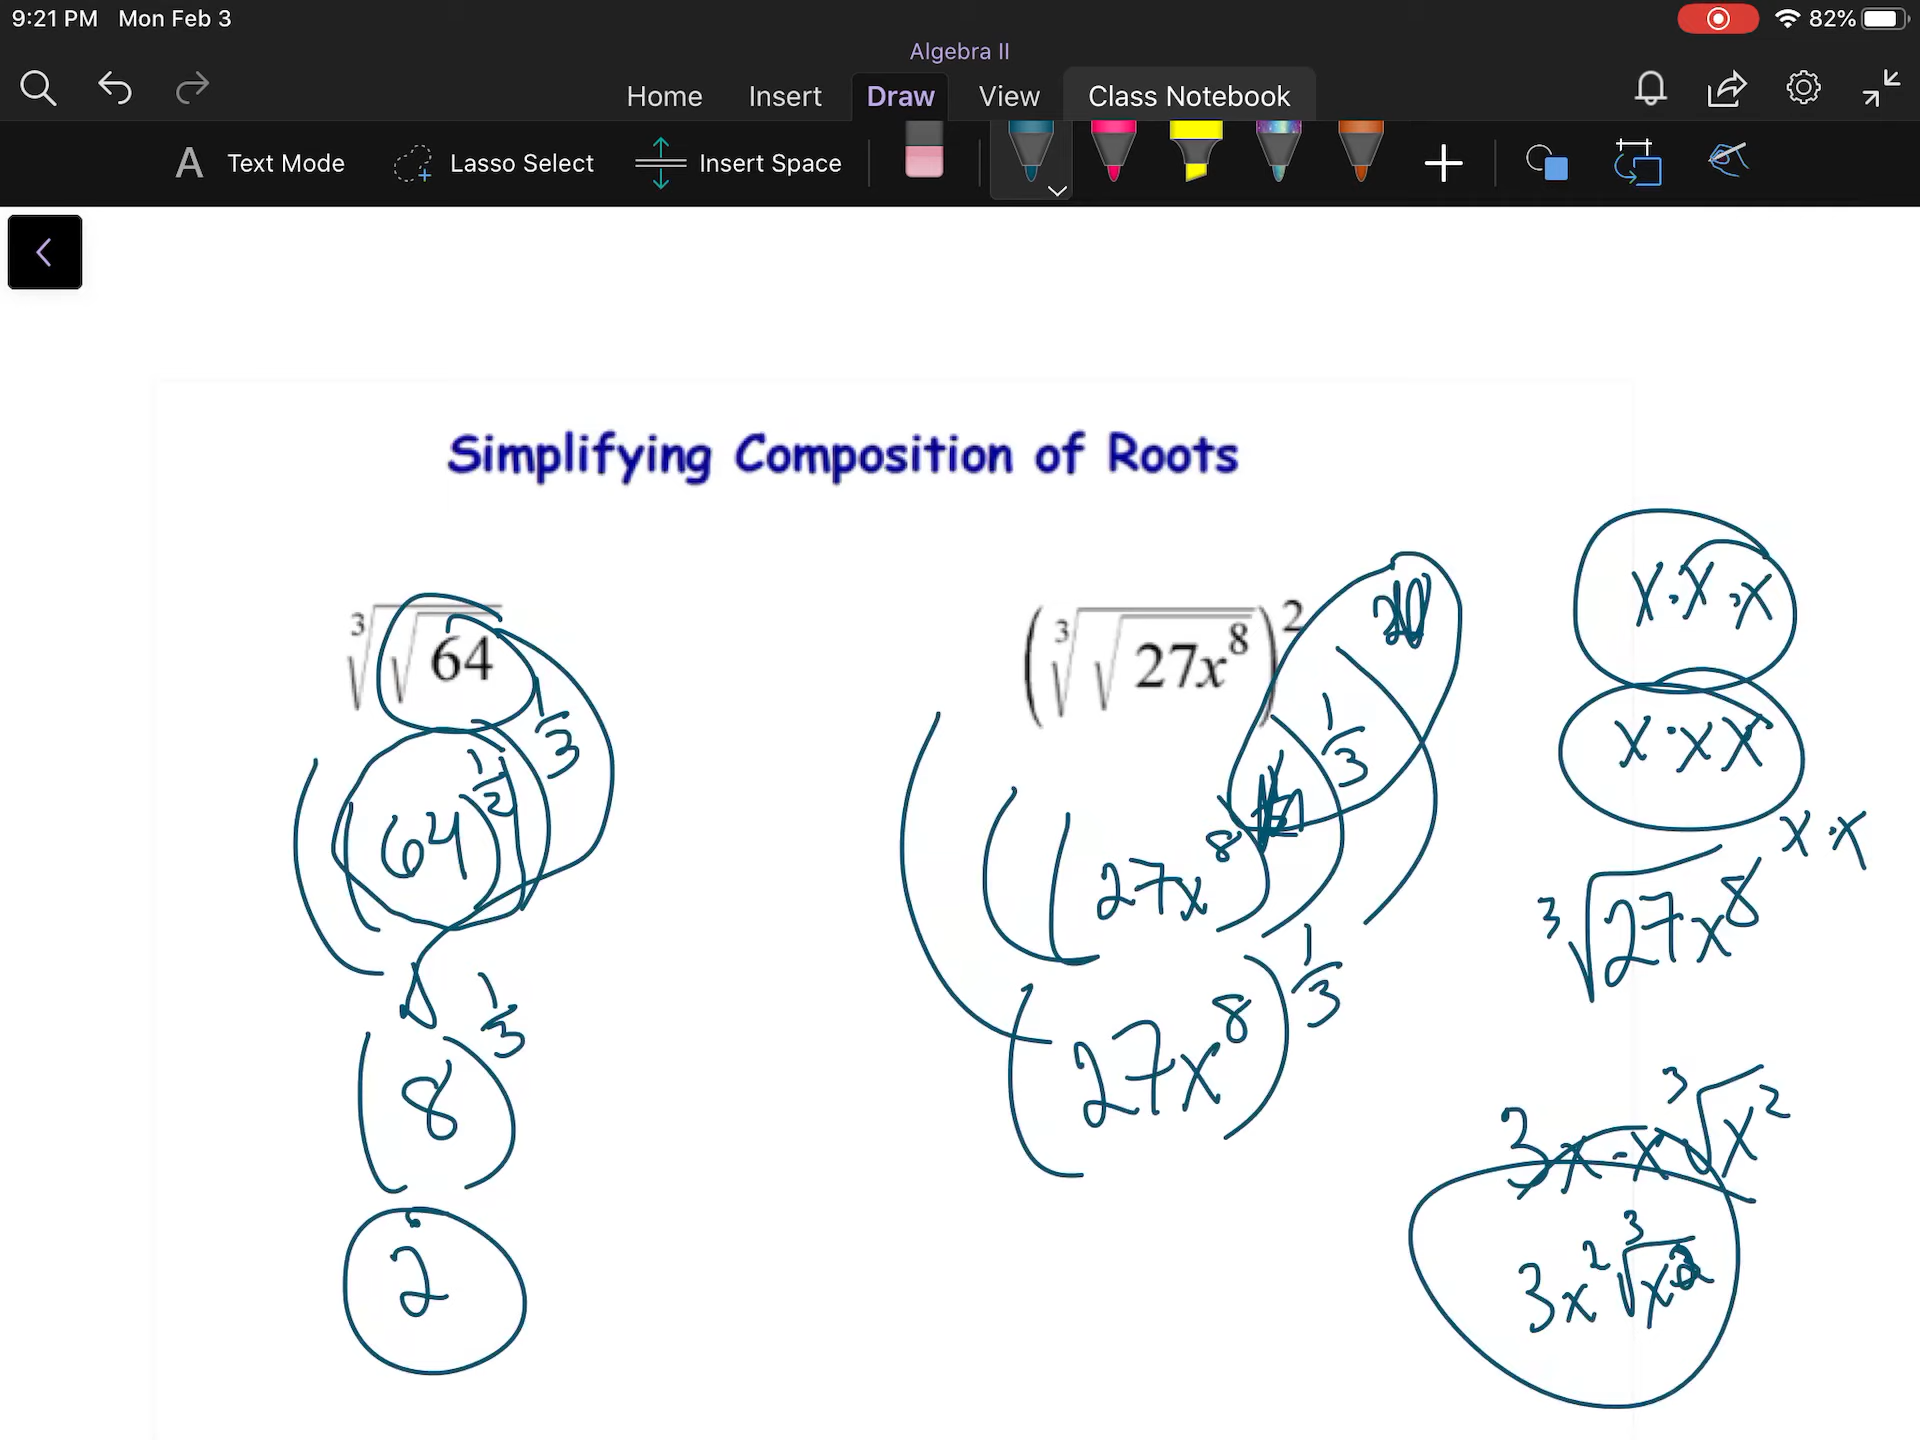 9:21 PM Mon Feb 3
82%
Algebra II
Home Insert Draw View Class Notebook
A Text Mode Lasso Select Insert Space
Simplifying Composition of Roots
∛√64
64^1/2 1/3
8 1/3
8
2
(∛√27x⁸)²
27x⁸ 1/3
(27x⁸)^1/3
x·x·x
x·x x
x·x
∛27x⁸
3x·x ∛x²
3x² ∛x²